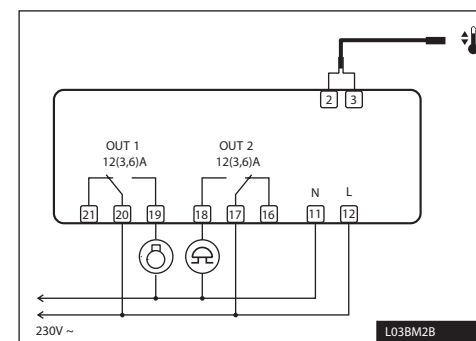 2 3
OUT 1 OUT 2
12(3,6)A 12(3,6)A
N L
21 20 19 18 17 16 11 12
230V ~
L03BM2B